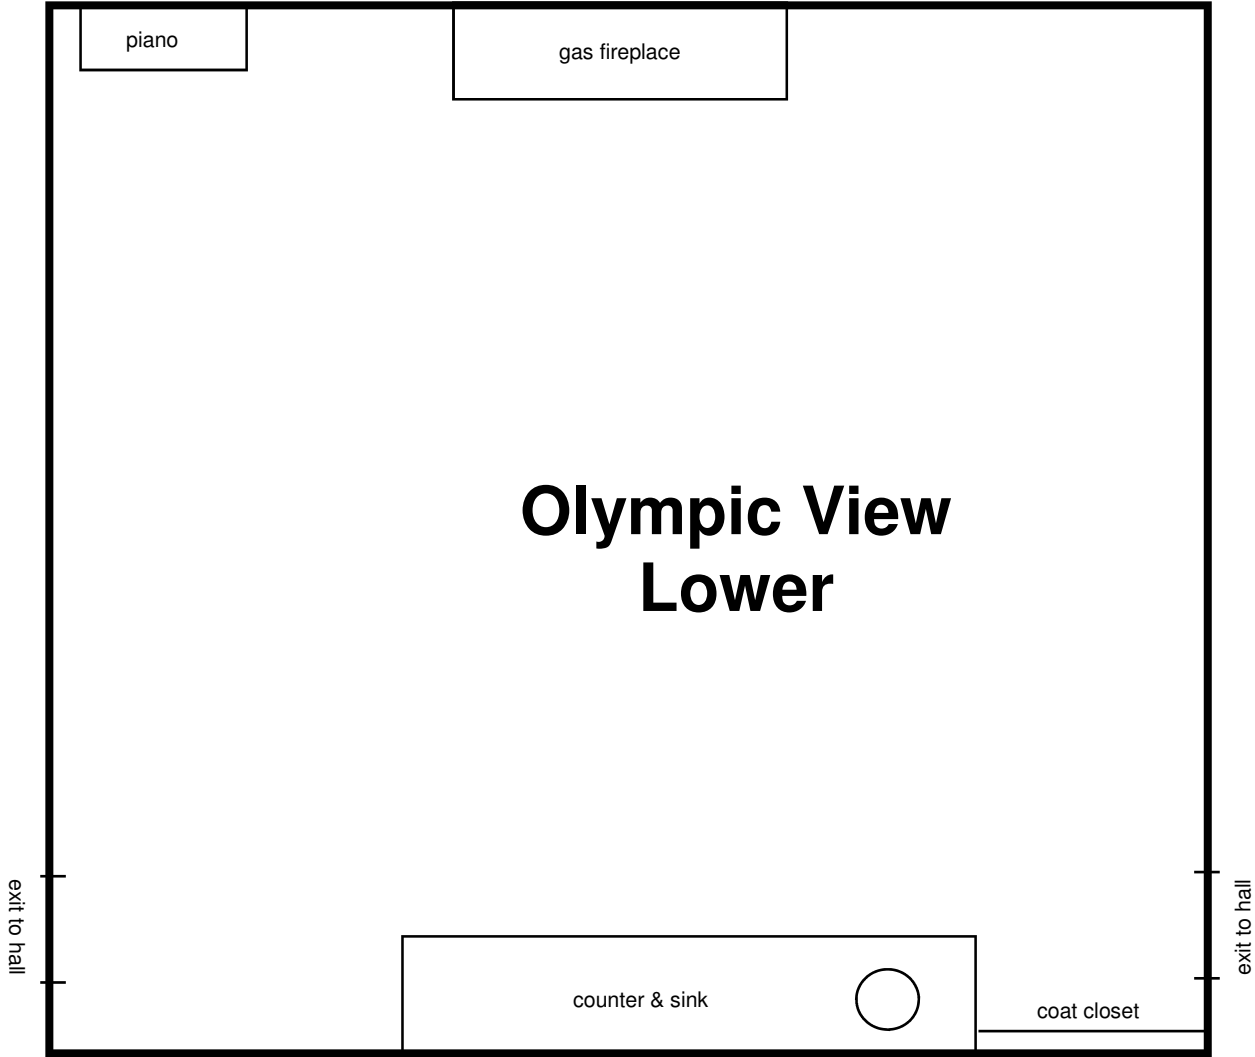 piano
gas fireplace
Olympic View
Lower
exit to hall
exit to hall
counter & sink
coat closet